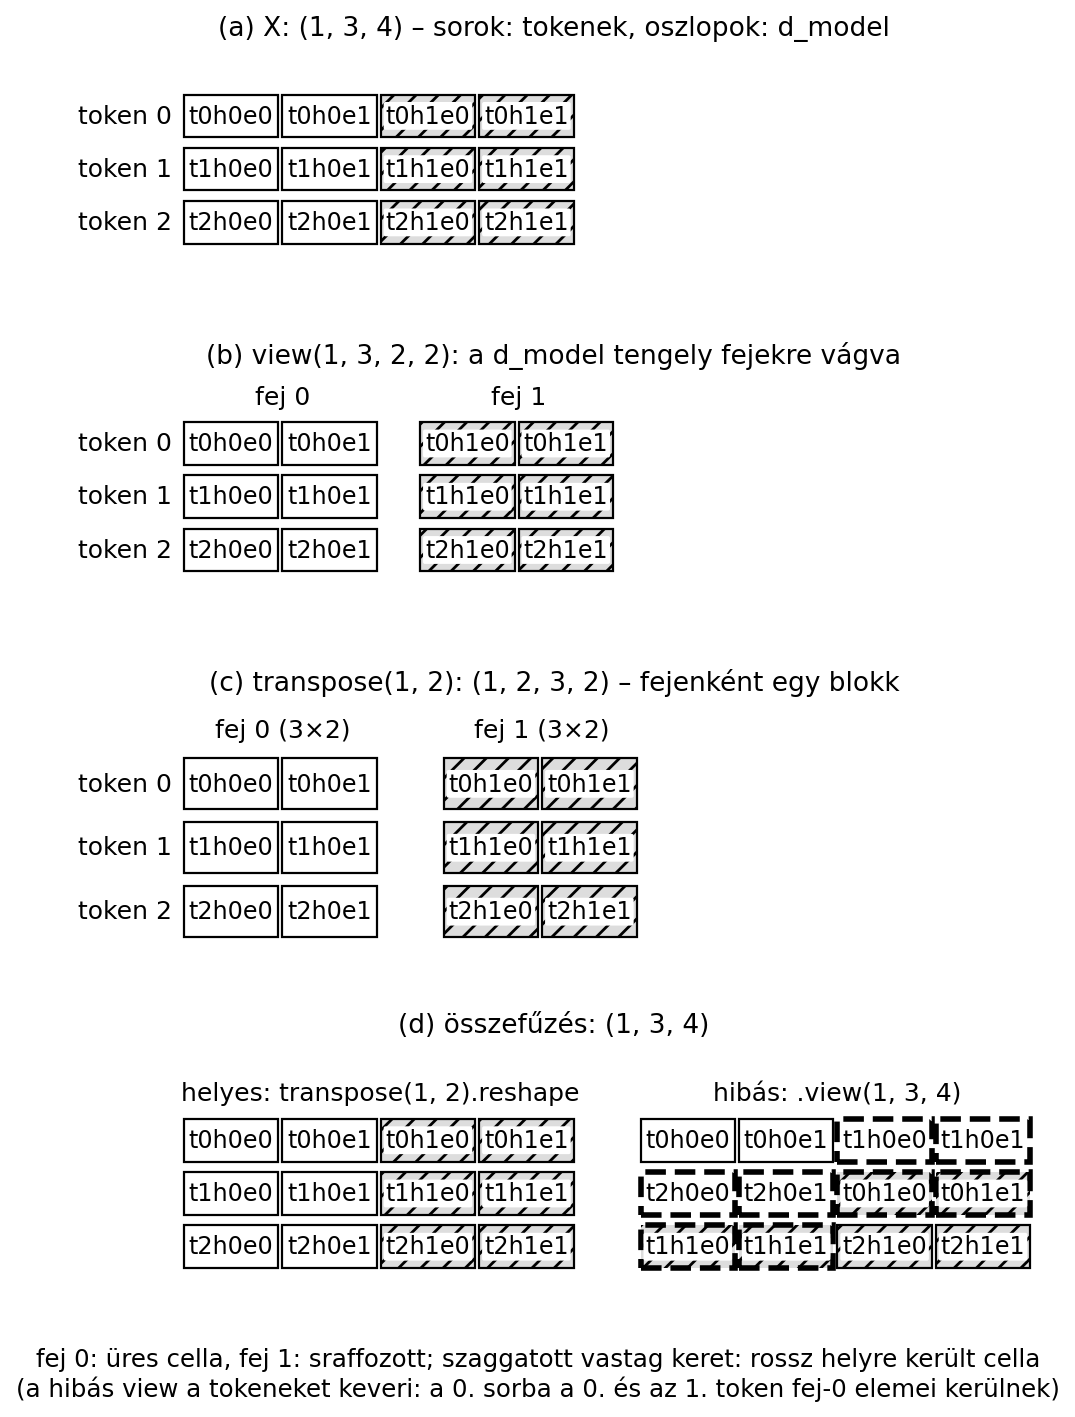 (a) X: (1, 3, 4) – sorok: tokenek, oszlopok: d_model
token 0 t0h0e0 t0h0e1 t0h1e0 t0h1e1
token 1 t1h0e0 t1h0e1 t1h1e0 t1h1e1
token 2 t2h0e0 t2h0e1 t2h1e0 t2h1e1
(b) view(1, 3, 2, 2): a d_model tengely fejekre vágva
fej 0 fej 1
token 0 t0h0e0 t0h0e1 t0h1e0 t0h1e1
token 1 t1h0e0 t1h0e1 t1h1e0 t1h1e1
token 2 t2h0e0 t2h0e1 t2h1e0 t2h1e1
(c) transpose(1, 2): (1, 2, 3, 2) – fejenként egy blokk
fej 0 (3×2) fej 1 (3×2)
token 0 t0h0e0 t0h0e1 t0h1e0 t0h1e1
token 1 t1h0e0 t1h0e1 t1h1e0 t1h1e1
token 2 t2h0e0 t2h0e1 t2h1e0 t2h1e1
(d) összefűzés: (1, 3, 4)
helyes: transpose(1, 2).reshape hibás: .view(1, 3, 4)
t0h0e0 t0h0e1 t0h1e0 t0h1e1 t0h0e0 t0h0e1 t1h0e0 t1h0e1
t1h0e0 t1h0e1 t1h1e0 t1h1e1 t2h0e0 t2h0e1 t0h1e0 t0h1e1
t2h0e0 t2h0e1 t2h1e0 t2h1e1 t1h1e0 t1h1e1 t2h1e0 t2h1e1
fej 0: üres cella, fej 1: sraffozott; szaggatott vastag keret: rossz helyre került cella
(a hibás view a tokeneket keveri: a 0. sorba a 0. és az 1. token fej-0 elemei kerülnek)